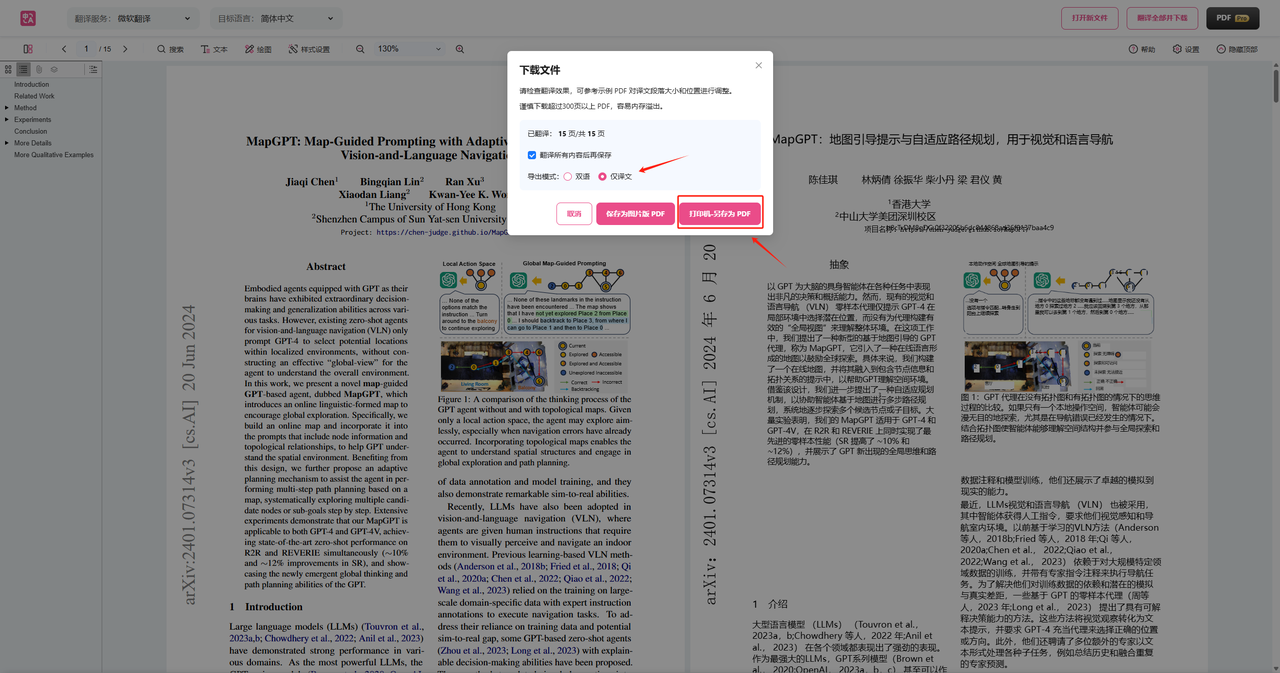 翻译服务： 微软翻译
目标语言： 简体中文
打开新文件
翻译全部并下载
PDF Pro
1 / 15
搜索
文本
绘图
样式设置
130%
帮助
设置
隐藏顶部
Introduction
Related Work
Method
Experiments
Conclusion
More Details
More Qualitative Examples
下载文件
请检查翻译效果，可参考示例 PDF 对译文段落大小和位置进行调整。
谨慎下载超过300页以上 PDF，容易内存溢出。
已翻译： 15 页/共 15 页
翻译所有内容后再保存
导出模式： 双语 仅译文
取消
保存为图片版 PDF
打印机-另存为 PDF
MapGPT: Map-Guided Prompting with Adaptiv
Vision-and-Language Navigatio
Jiaqi Chen1 Bingqian Lin2 Ran Xu3
Xiaodan Liang2 Kwan-Yee K. Wo
1The University of Hong Kong
2Shenzhen Campus of Sun Yat-sen University
Project: https://chen-judge.github.io/MapG
arXiv:2401.07314v3 [cs.AI] 20 Jun 2024
Abstract
Embodied agents equipped with GPT as their
brains have exhibited extraordinary decision-
making and generalization abilities across vari-
ous tasks. However, existing zero-shot agents
for vision-and-language navigation (VLN) only
prompt GPT-4 to select potential locations
within localized environments, without con-
structing an effective “global-view” for the
agent to understand the overall environment.
In this work, we present a novel map-guided
GPT-based agent, dubbed MapGPT, which
introduces an online linguistic-formed map to
encourage global exploration. Specifically, we
build an online map and incorporate it into
the prompts that include node information and
topological relationships, to help GPT under-
stand the spatial environment. Benefiting from
this design, we further propose an adaptive
planning mechanism to assist the agent in per-
forming multi-step path planning based on a
map, systematically exploring multiple candi-
date nodes or sub-goals step by step. Extensive
experiments demonstrate that our MapGPT is
applicable to both GPT-4 and GPT-4V, achiev-
ing state-of-the-art zero-shot performance on
R2R and REVERIE simultaneously (~10%
and ~12% improvements in SR), and show-
casing the newly emergent global thinking and
path planning abilities of the GPT.
1 Introduction
Large language models (LLMs) (Touvron et al.,
2023a,b; Chowdhery et al., 2022; Anil et al., 2023)
have demonstrated strong performance in vari-
ous domains. As the most powerful LLMs, the
Local Action Space
Global Map-Guided Prompting
... None of the
options match the
instruction ... Turn
around to the balcony
to continue exploring
... None of these landmarks in the instruction
have been encountered ... The map shows
that I have not yet explored Place 2 from Place
0. I should backtrack to Place 3, from where I
can go to Place 1 and then to Place 0 ...
Living Room
Current
Explored Accessible
Explored and Accessible
Unexplored Inaccessible
Correct Incorrect
Backtracking
Figure 1: A comparison of the thinking process of the
GPT agent without and with topological maps. Given
only a local action space, the agent may explore aim-
lessly, especially when navigation errors have already
occurred. Incorporating topological maps enables the
agent to understand spatial structures and engage in
global exploration and path planning.
of data annotation and model training, and they
also demonstrate remarkable sim-to-real abilities.
Recently, LLMs have also been adopted in
vision-and-language navigation (VLN), where
agents are given human instructions that require
them to visually perceive and navigate an indoor
environment. Previous learning-based VLN meth-
ods (Anderson et al., 2018b; Fried et al., 2018; Qi
et al., 2020a; Chen et al., 2022; Qiao et al., 2022;
Wang et al., 2023) relied on the training on large-
scale domain-specific data with expert instruction
annotations to execute navigation tasks. To ad-
dress their reliance on training data and potential
sim-to-real gap, some GPT-based zero-shot agents
(Zhou et al., 2023; Long et al., 2023) with explain-
able decision-making abilities have been proposed.
MapGPT：地图引导提示与自适应路径规划，用于视觉和语言导航
陈佳琪 林炳倩 徐振华 柴小丹 梁 君仪 黄
1香港大学
2中山大学美团深圳校区
arXiv：2401.07314v3 [cs.AI] 2024 年 6 月 20
抽象
以 GPT 为大脑的具身智能体在各种任务中表现
出非凡的决策和概括能力。然而，现有的视觉和
语言导航 （VLN） 零样本代理仅提示 GPT-4 在
局部环境中选择潜在位置，而没有为代理构建有
效的 “全局视图” 来理解整体环境。在这项工作
中，我们提出了一种新型的基于地图引导的 GPT
代理，称为 MapGPT，它引入了一种在线语言形
成的地图以鼓励全球探索。具体来说，我们构建
了一个在线地图，并将其融入到包含节点信息和
拓扑关系的提示中，以帮助GPT理解空间环境。
借鉴该设计，我们进一步提出了一种自适应规划
机制，以协助智能体基于地图进行多步路径规
划，系统地逐步探索多个候选节点或子目标。大
量实验表明，我们的 MapGPT 适用于 GPT-4 和
GPT-4V，在 R2R 和 REVERIE 上同时实现了最
先进的零样本性能（SR 提高了 ~10% 和
~12%），并展示了 GPT 新出现的全局思维和路
径规划能力。
1 介绍
大型语言模型 （LLMs） （Touvron et al.,
2023a，b;Chowdhery 等人，2022 年;Anil et
al.， 2023） 在各个领域都表现出了强劲的表现。
作为最强大的LLMs，GPT系列模型（Brown et
图 1：GPT 代理在没有拓扑图和有拓扑图的情况下的思维
过程的比较。如果只有一个本地操作空间，智能体可能会
漫无目的地探索，尤其是在导航错误已经发生的情况下。
结合拓扑图使智能体能够理解空间结构并参与全局探索和
路径规划。
数据注释和模型训练，他们还展示了卓越的模拟到
现实的能力。
最近，LLMs视觉和语言导航 （VLN） 也被采用，
其中智能体获得人工指令，要求他们视觉感知和导
航室内环境。以前基于学习的VLN方法（Anderson
等人，2018b;Fried 等人，2018 年;Qi 等人，
2020a;Chen et al.， 2022;Qiao et al.，
2022;Wang et al.， 2023） 依赖于对大规模特定领
域数据的训练，并带有专家指令注释来执行导航任
务。为了解决他们对训练数据的依赖和潜在的模拟
与真实差距，一些基于 GPT 的零样本代理（周等
人，2023 年;Long et al.， 2023） 提出了具有可解
释决策能力的方法。这些方法将视觉观察转化为文
本提示，并要求 GPT-4 充当代理来选择正确的位置
或方向。此外，他们还聘请了多位额外的专家以文
本形式处理各种子任务，例如总结历史和融合重复
的专家预测。